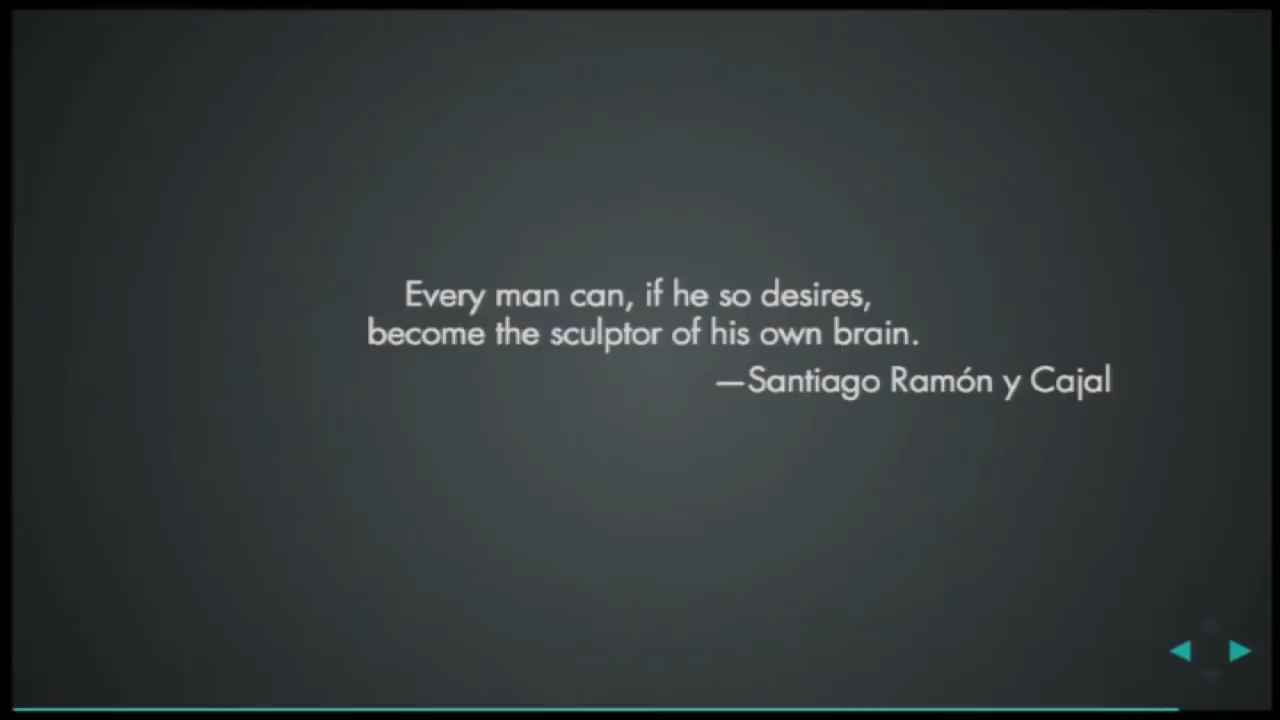 Every man can, if he so desires,
become the sculptor of his own brain.
—Santiago Ramón y Cajal